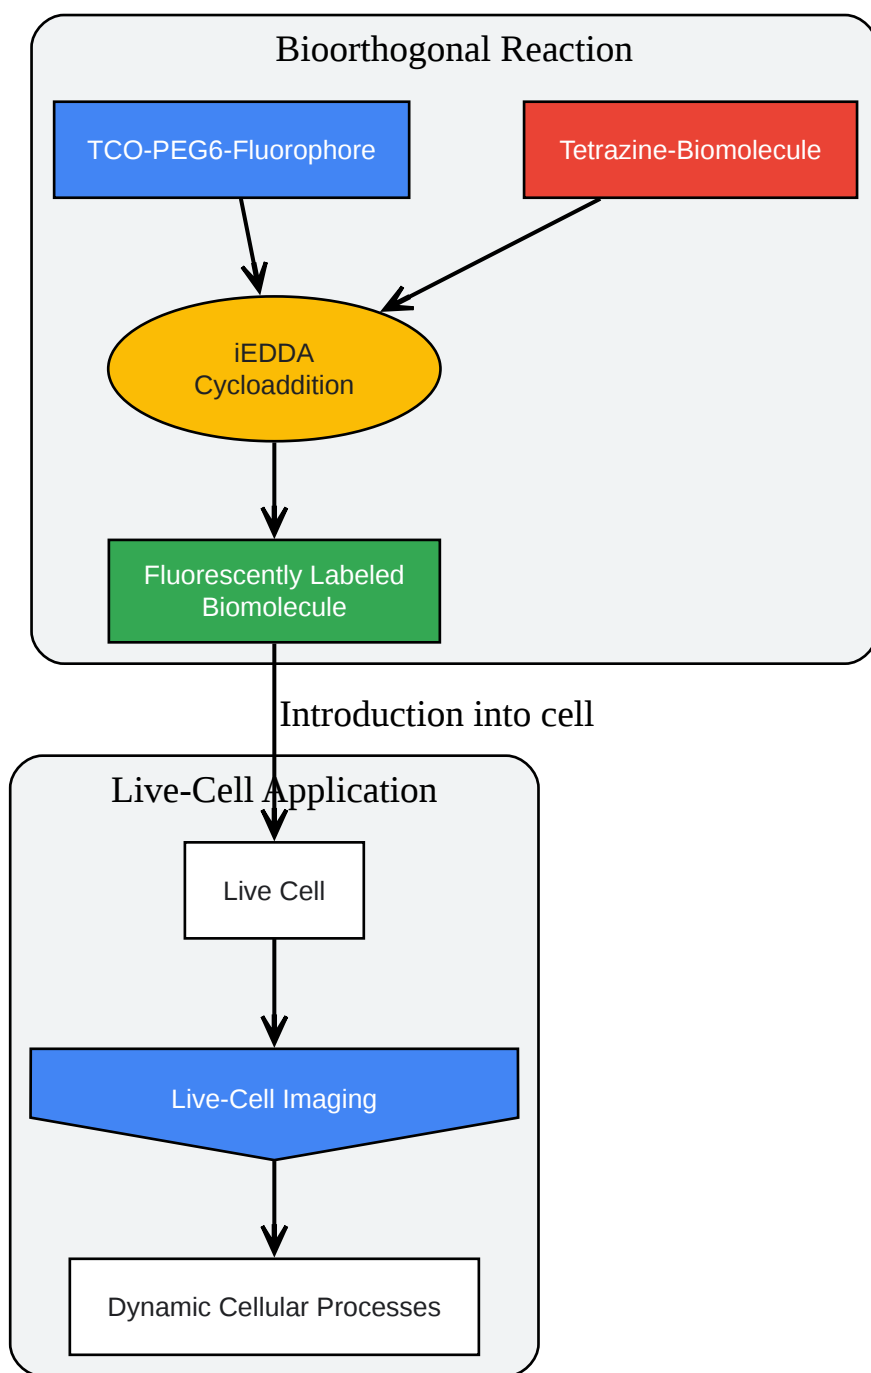 Bioorthogonal Reaction
TCO-PEG6-Fluorophore
Tetrazine-Biomolecule
iEDDA
Cycloaddition
Fluorescently Labeled
Biomolecule
Introduction into cell
Live-Cell Application
Live Cell
Live-Cell Imaging
Dynamic Cellular Processes